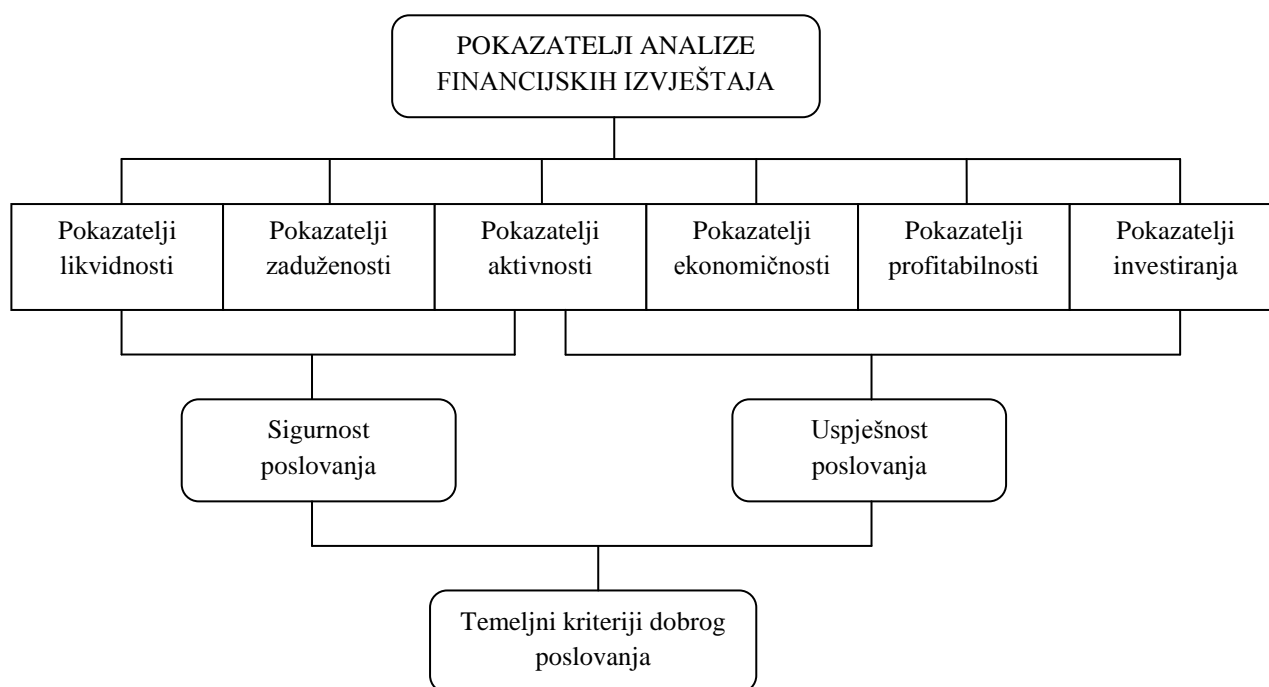 POKAZATELJI ANALIZE
FINANCIJSKIH IZVJEŠTAJA
Pokazatelji
likvidnosti
Pokazatelji
zaduženosti
Pokazatelji
aktivnosti
Pokazatelji
ekonomičnosti
Pokazatelji
profitabilnosti
Pokazatelji
investiranja
Sigurnost
poslovanja
Uspješnost
poslovanja
Temeljni kriteriji dobrog
poslovanja